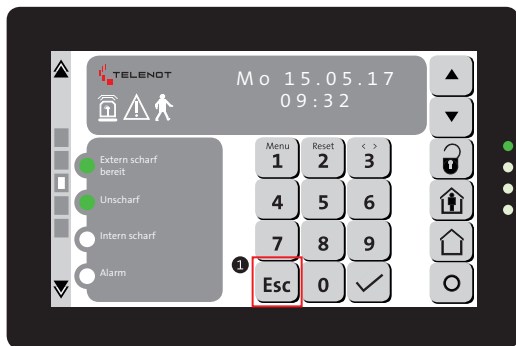 TELENOT
Mo 15.05.17
09:32
Extern scharf
bereit
Unscharf
Intern scharf
Alarm
Menu Reset < >
1 2 3
4 5 6
7 8 9
1
Esc 0